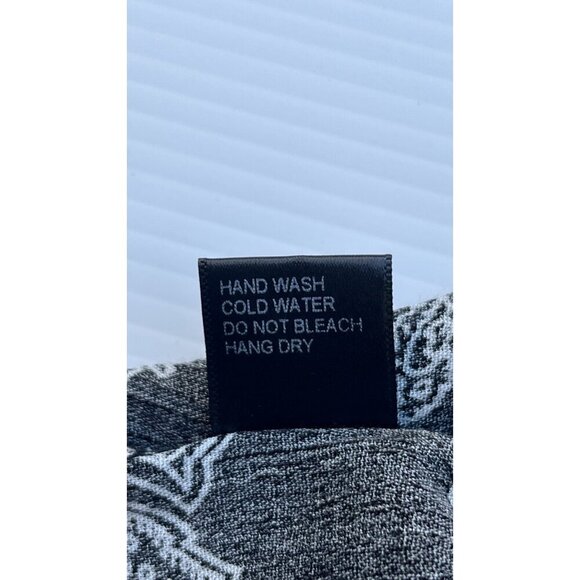 HAND WASH
COLD WATER
DO NOT BLEACH
HANG DRY